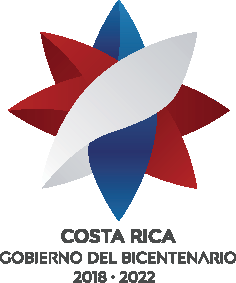 COSTA RICA
GOBIERNO DEL BICENTENARIO
2018 · 2022